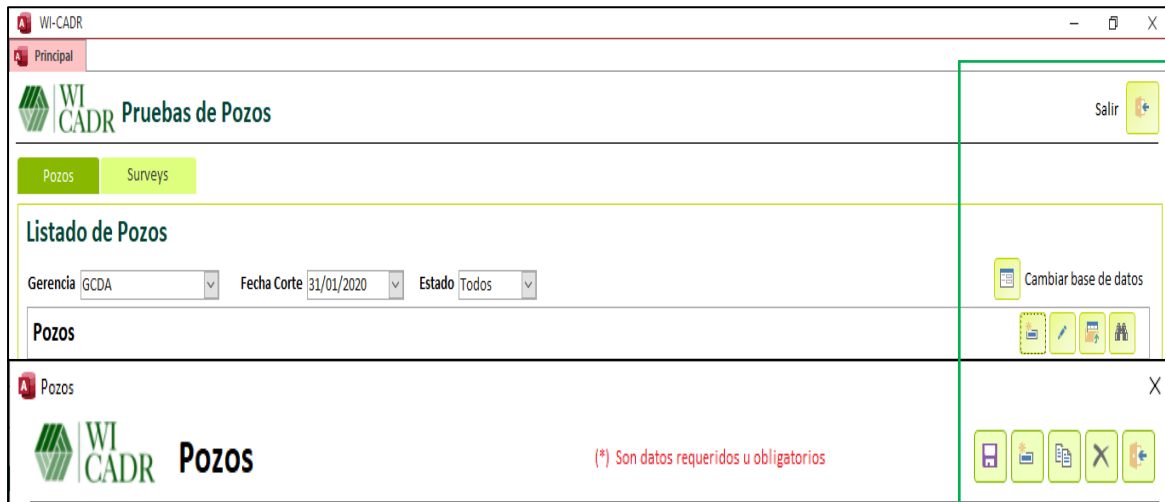 WI-CADR
Principal
WI CADR Pruebas de Pozos
Salir
Pozos Surveys
Listado de Pozos
Gerencia GCDA Fecha Corte 31/01/2020 Estado Todos
Cambiar base de datos
Pozos
Pozos
WI CADR Pozos
(*) Son datos requeridos u obligatorios